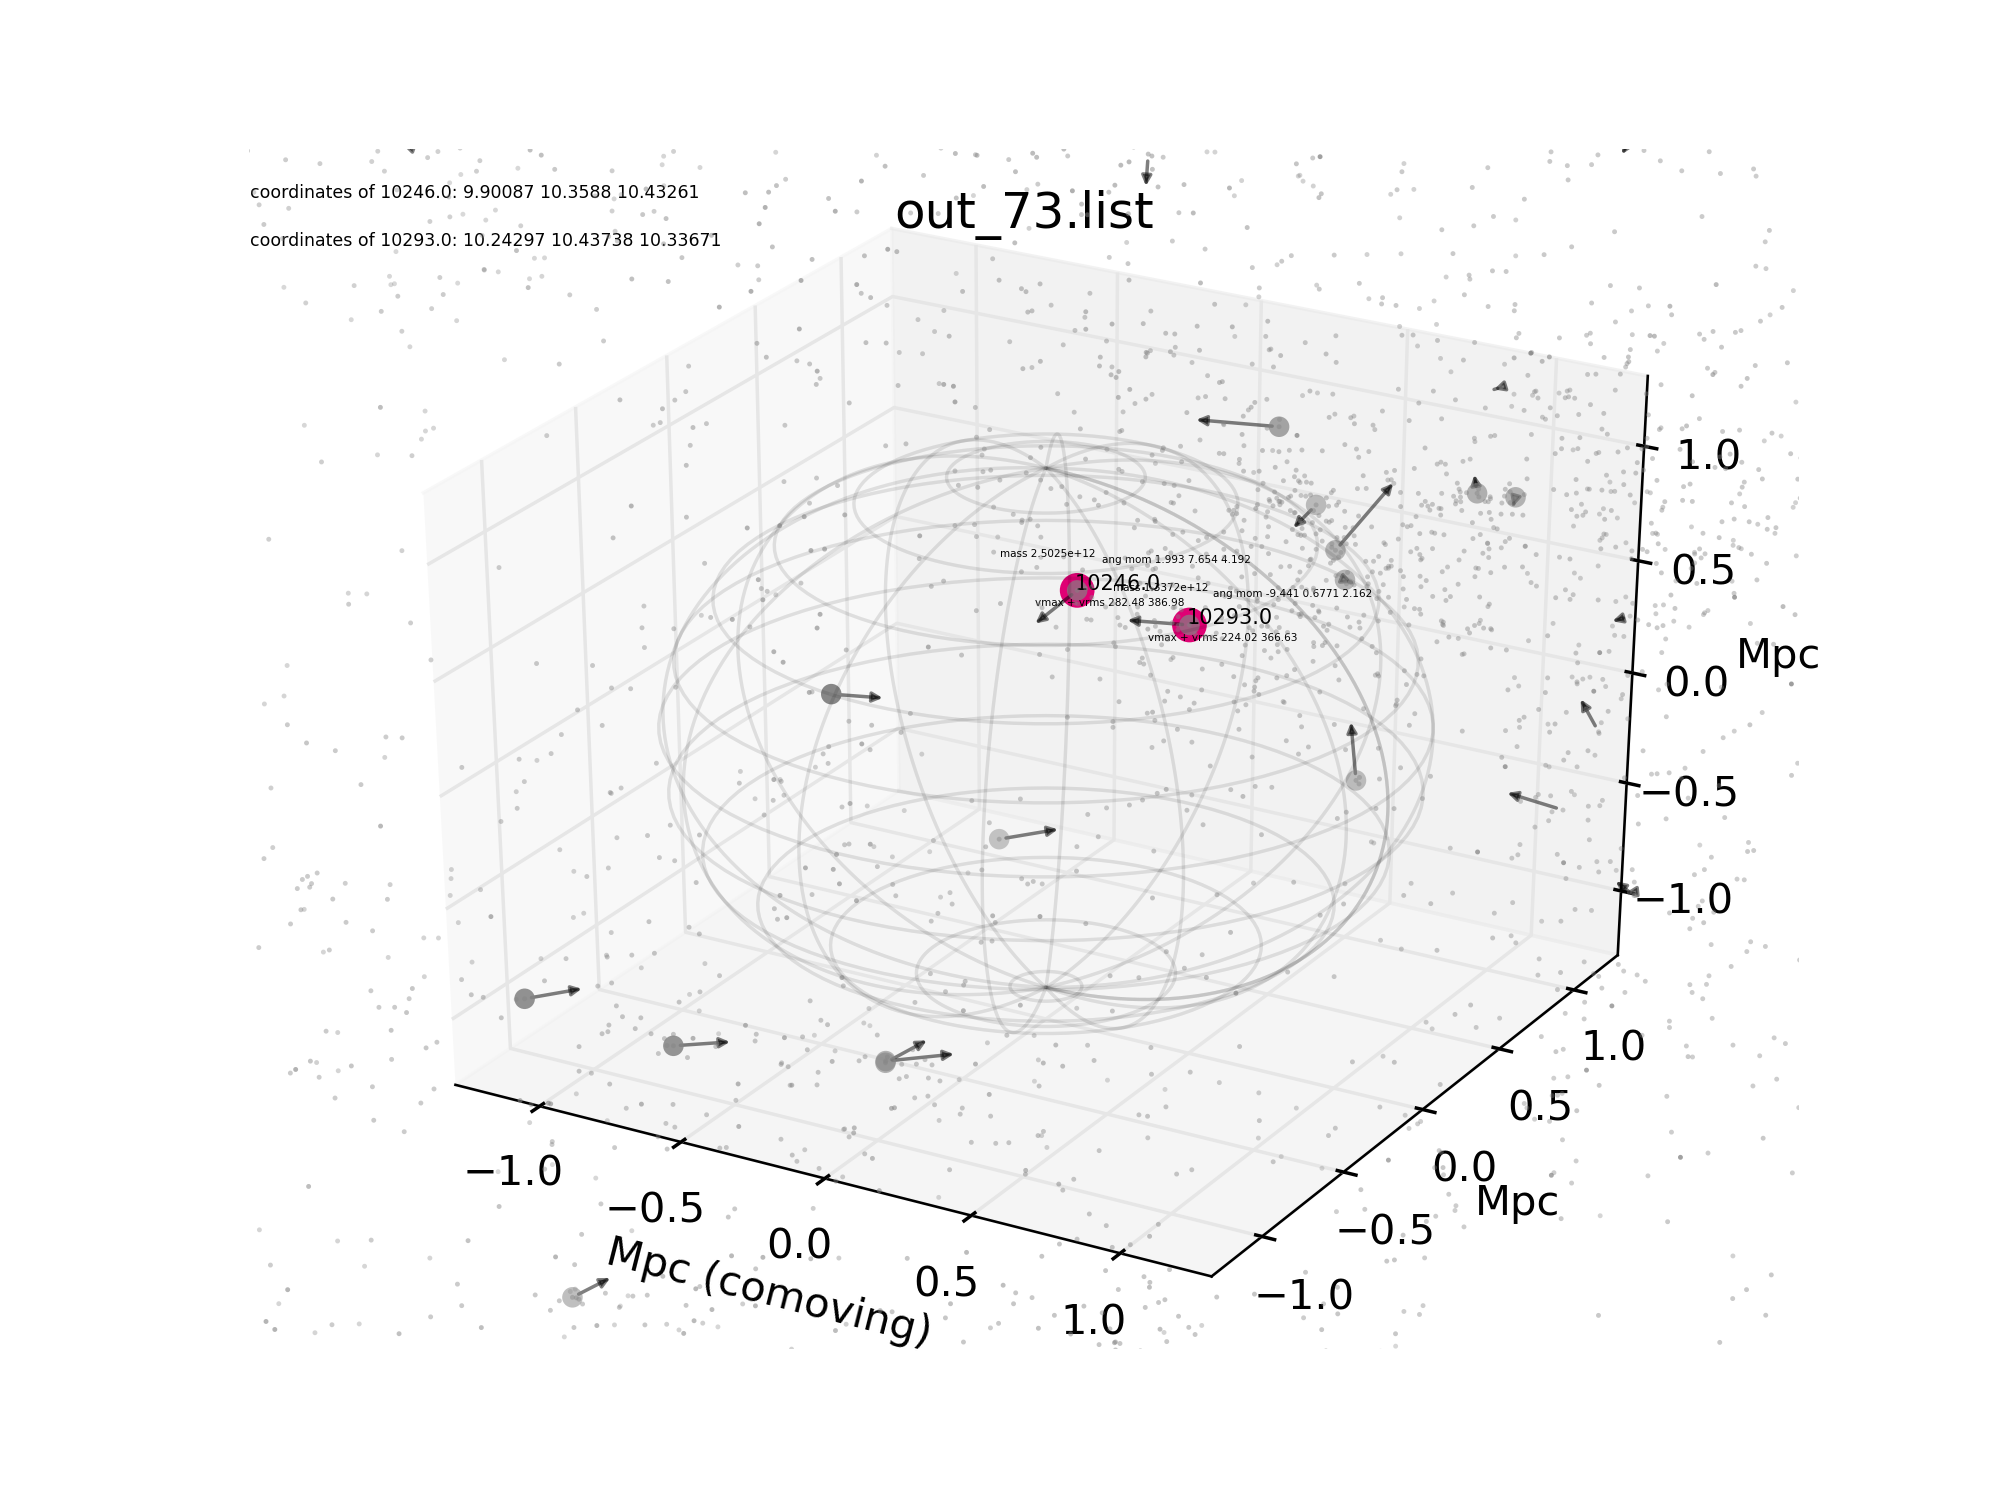 coordinates of 10246.0: 9.90087 10.3588 10.43261
out_73.list
coordinates of 10293.0: 10.24297 10.43738 10.33671
1.0
mass 2.5025e+12
ang mom 1.993 7.654 4.192
0.5
10246.0
mass 1.3372e+12
ang mom -9.441 0.6771 2.162
vmax + vrms 282.48 386.98
10293.0
vmax + vrms 224.02 366.63
Mpc
0.0
−0.5
−1.0
1.0
0.5
0.0
Mpc
−0.5
−1.0
−1.0
−0.5
0.0
0.5
1.0
Mpc (comoving)